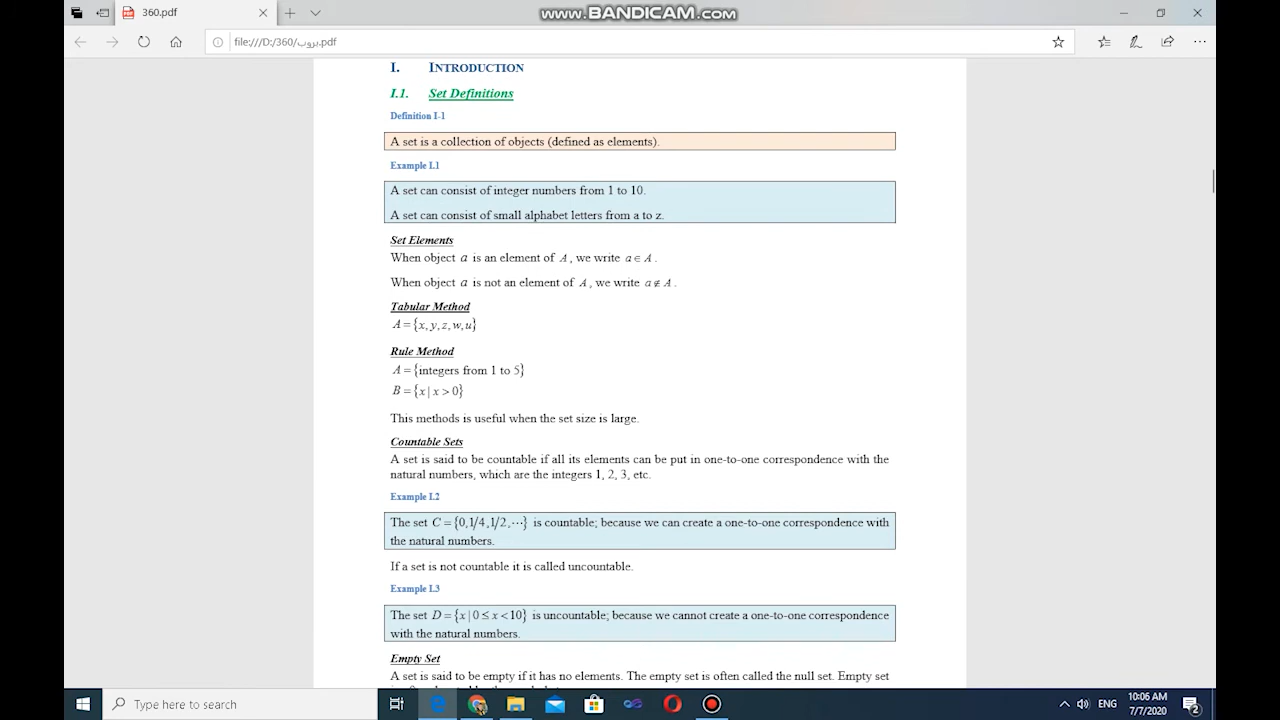 www.BANDICAM.com
360.pdf
file:///D:/360/بروب.pdf
I. INTRODUCTION
I.1. Set Definitions
Definition I-1
A set is a collection of objects (defined as elements).
Example I.1
A set can consist of integer numbers from 1 to 10.
A set can consist of small alphabet letters from a to z.
Set Elements
When object a is an element of A, we write a ∈ A.
When object a is not an element of A, we write a ∉ A.
Tabular Method
A = {x, y, z, w, u}
Rule Method
A = {integers from 1 to 5}
B = {x | x > 0}
This methods is useful when the set size is large.
Countable Sets
A set is said to be countable if all its elements can be put in one-to-one correspondence with the
natural numbers, which are the integers 1, 2, 3, etc.
Example I.2
The set C = {0, 1/4, 1/2, ⋯} is countable; because we can create a one-to-one correspondence with
the natural numbers.
If a set is not countable it is called uncountable.
Example I.3
The set D = {x | 0 ≤ x < 10} is uncountable; because we cannot create a one-to-one correspondence
with the natural numbers.
Empty Set
A set is said to be empty if it has no elements. The empty set is often called the null set. Empty set
Type here to search
ENG
10:06 AM
7/7/2020
2